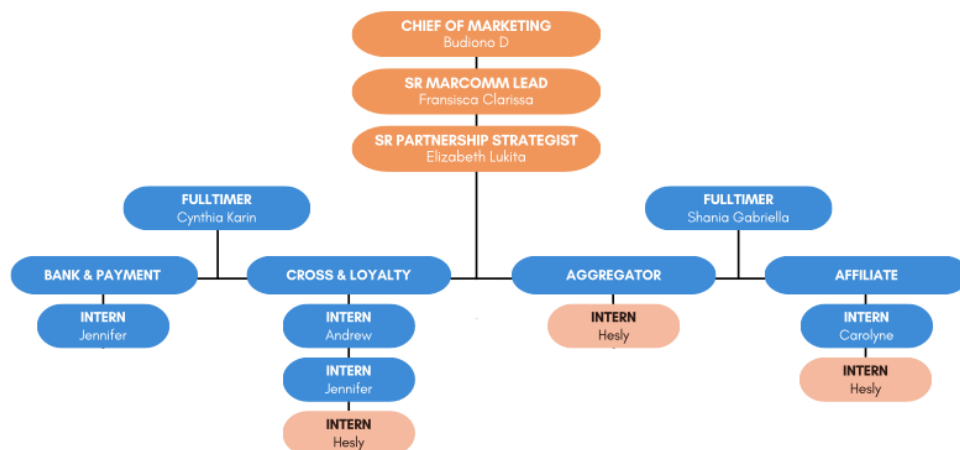 CHIEF OF MARKETING
Budiono D
SR MARCOMM LEAD
Fransisca Clarissa
SR PARTNERSHIP STRATEGIST
Elizabeth Lukita
FULLTIMER
Cynthia Karin
FULLTIMER
Shania Gabriella
BANK & PAYMENT
CROSS & LOYALTY
AGGREGATOR
AFFILIATE
INTERN
Jennifer
INTERN
Andrew
INTERN
Hesly
INTERN
Carolyne
INTERN
Jennifer
INTERN
Hesly
INTERN
Hesly